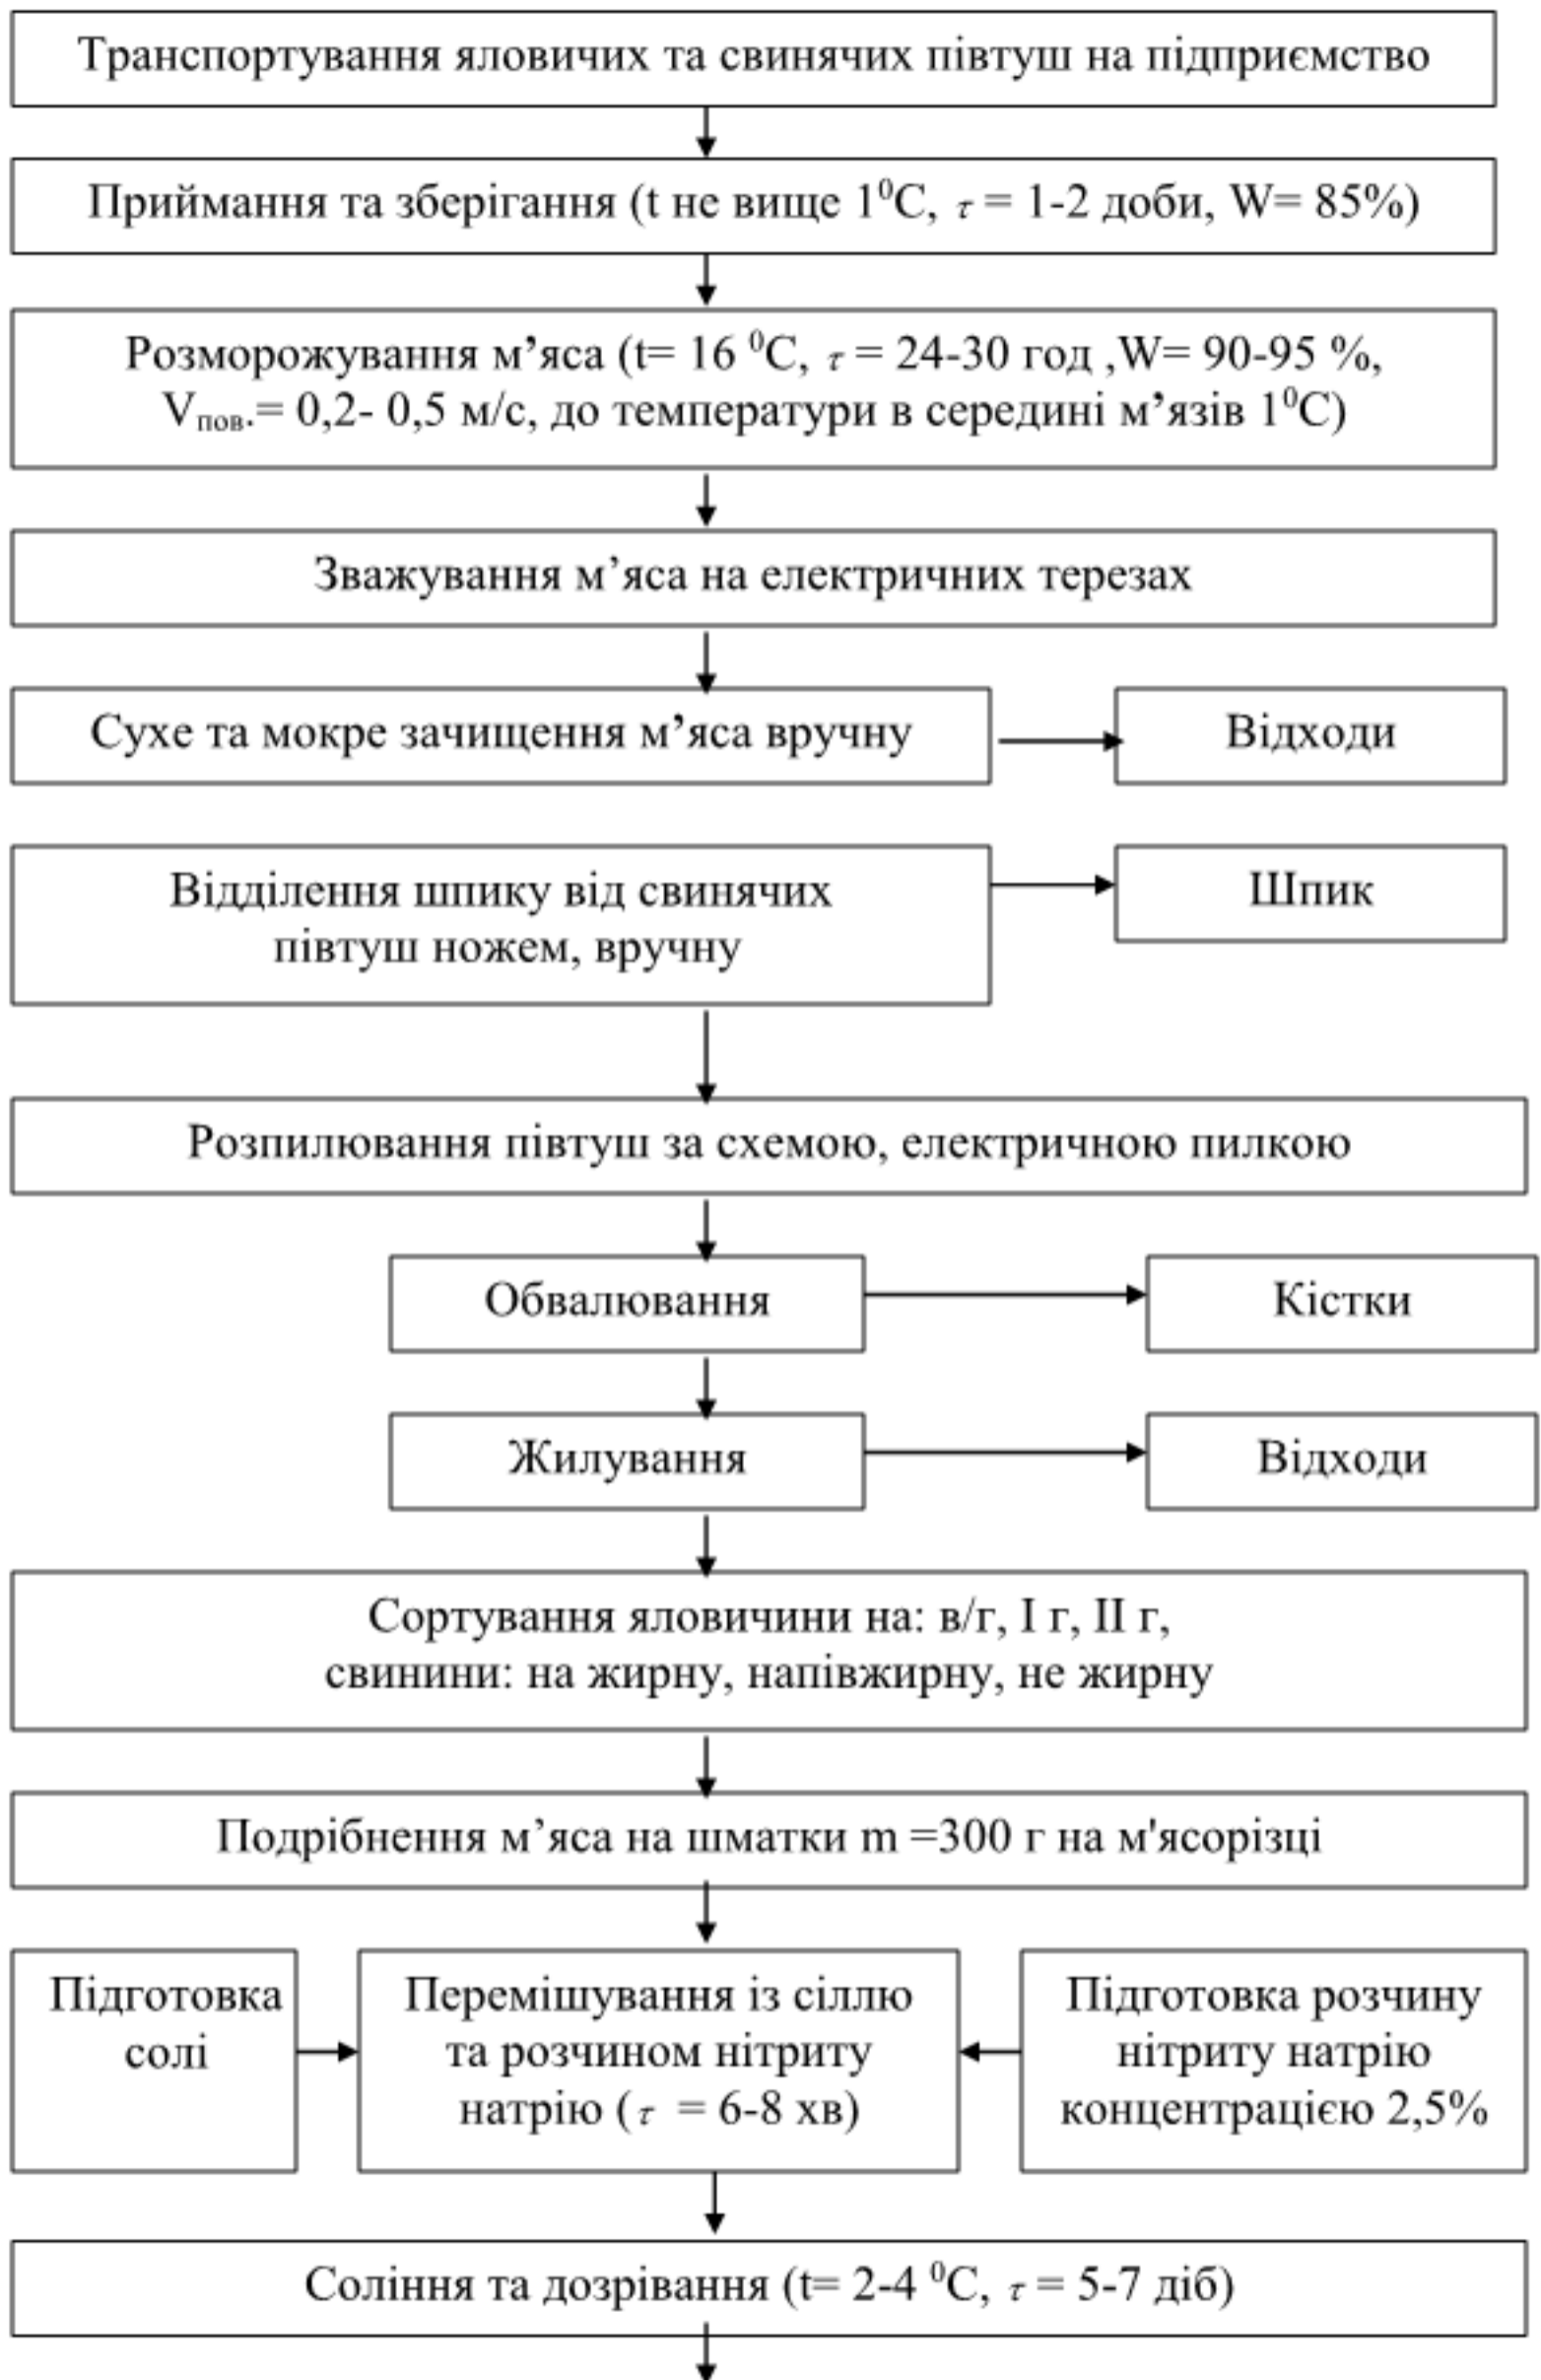 Транспортування яловичих та свинячих півтуш на підприємство
Приймання та зберігання (t не вище 1⁰С, τ = 1-2 доби, W= 85%)
Розморожування м’яса (t= 16 ⁰С, τ = 24-30 год ,W= 90-95 %,
Vпов.= 0,2- 0,5 м/с, до температури в середині м’язів 1⁰С)
Зважування м’яса на електричних терезах
Сухе та мокре зачищення м’яса вручну
Відходи
Відділення шпику від свинячих
півтуш ножем, вручну
Шпик
Розпилювання півтуш за схемою, електричною пилкою
Обвалювання
Кістки
Жилування
Відходи
Сортування яловичини на: в/г, І г, ІІ г,
свинини: на жирну, напівжирну, не жирну
Подрібнення м’яса на шматки m =300 г на м'ясорізці
Підготовка
солі
Перемішування із сіллю
та розчином нітриту
натрію ( τ = 6-8 хв)
Підготовка розчину
нітриту натрію
концентрацією 2,5%
Соління та дозрівання (t= 2-4 ⁰С, τ = 5-7 діб)